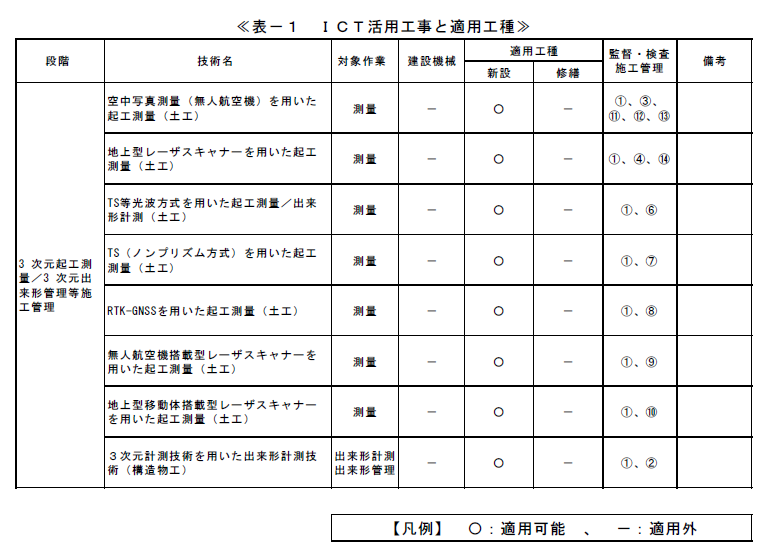 ≪表－１　ＩＣＴ活用工事と適用工種≫
段階 技術名 対象作業 建設機械 適用工種 監督・検査 施工管理 備考
新設 修繕
3 次元起工測
量／3 次元出
来形管理等施
工管理
空中写真測量（無人航空機）を用いた
起工測量（土工）
測量 － ○ － ①、③、
⑪、⑫、⑬
地上型レーザスキャナーを用いた起工
測量（土工）
測量 － ○ － ①、④、⑭
TS等光波方式を用いた起工測量／出来
形計測（土工）
測量 － ○ － ①、⑥
TS（ノンプリズム方式）を用いた起工
測量（土工）
測量 － ○ － ①、⑦
RTK-GNSSを用いた起工測量（土工） 測量 － ○ － ①、⑧
無人航空機搭載型レーザスキャナーを
用いた起工測量（土工）
測量 － ○ － ①、⑨
地上型移動体搭載型レーザスキャナー
を用いた起工測量（土工）
測量 － ○ － ①、⑩
３次元計測技術を用いた出来形計測技
術（構造物工）
出来形計測
出来形管理
－ ○ － ①、②
【凡例】　○：適用可能　、　－：適用外